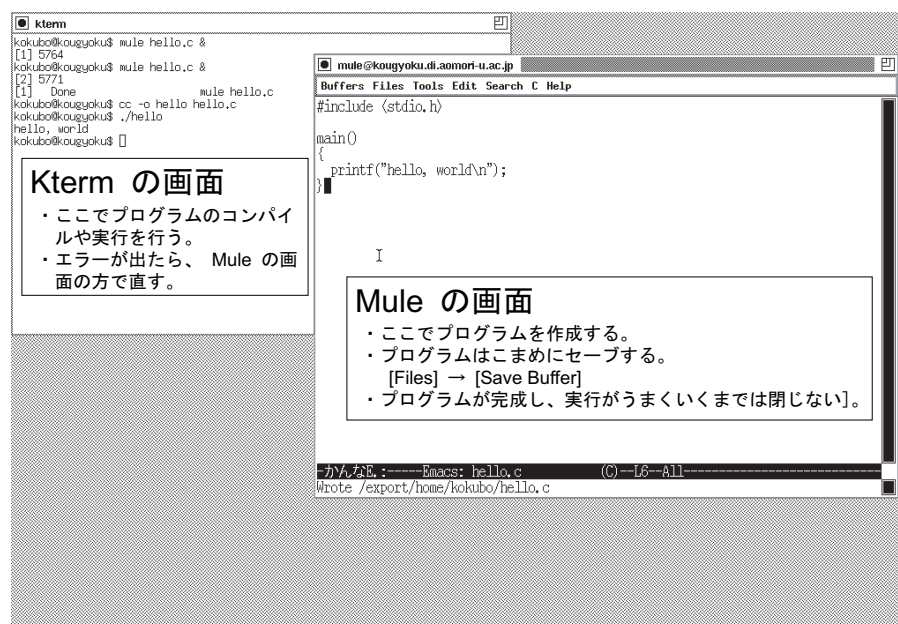 kterm
kokubo@kougyoku$ mule hello.c &
[1] 5764
kokubo@kougyoku$ mule hello.c &
[2] 5771
[1]   Done                    mule hello.c
kokubo@kougyoku$ cc -o hello hello.c
kokubo@kougyoku$ ./hello
hello, world
kokubo@kougyoku$
Kterm の画面
・ここでプログラムのコンパイ
ルや実行を行う。
・エラーが出たら、 Mule の画
面の方で直す。
mule@kougyoku.di.aomori-u.ac.jp
Buffers Files Tools Edit Search C Help
#include <stdio.h>
main()
{
  printf("hello, world\n");
}
Mule の画面
・ここでプログラムを作成する。
・プログラムはこまめにセーブする。
[Files] → [Save Buffer]
・プログラムが完成し、実行がうまくいくまでは閉じない]。
-かんなE.:-----Emacs: hello.c          (C)--L6--All----------------------------
Wrote /export/home/kokubo/hello.c